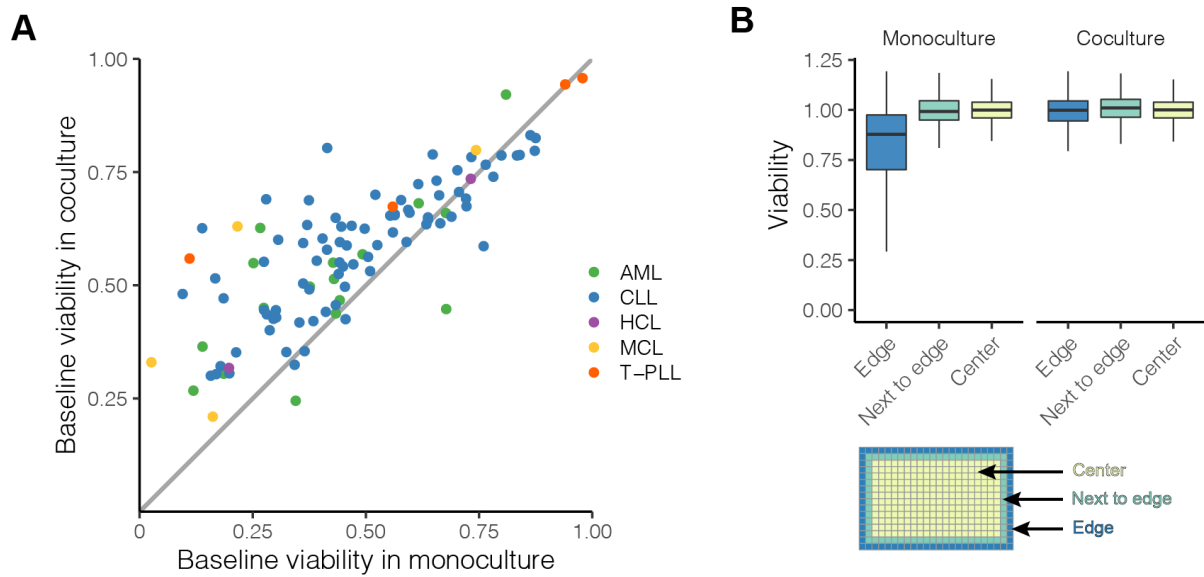 A
Baseline viability in coculture
1.00
0.75
0.50
0.25
0
0.25
0.50
0.75
1.00
Baseline viability in monoculture
AML
CLL
HCL
MCL
T-PLL
B
Monoculture
Coculture
Viability
1.25
1.00
0.75
0.50
0.25
0.00
Edge
Next to edge
Center
Edge
Next to edge
Center
Center
Next to edge
Edge